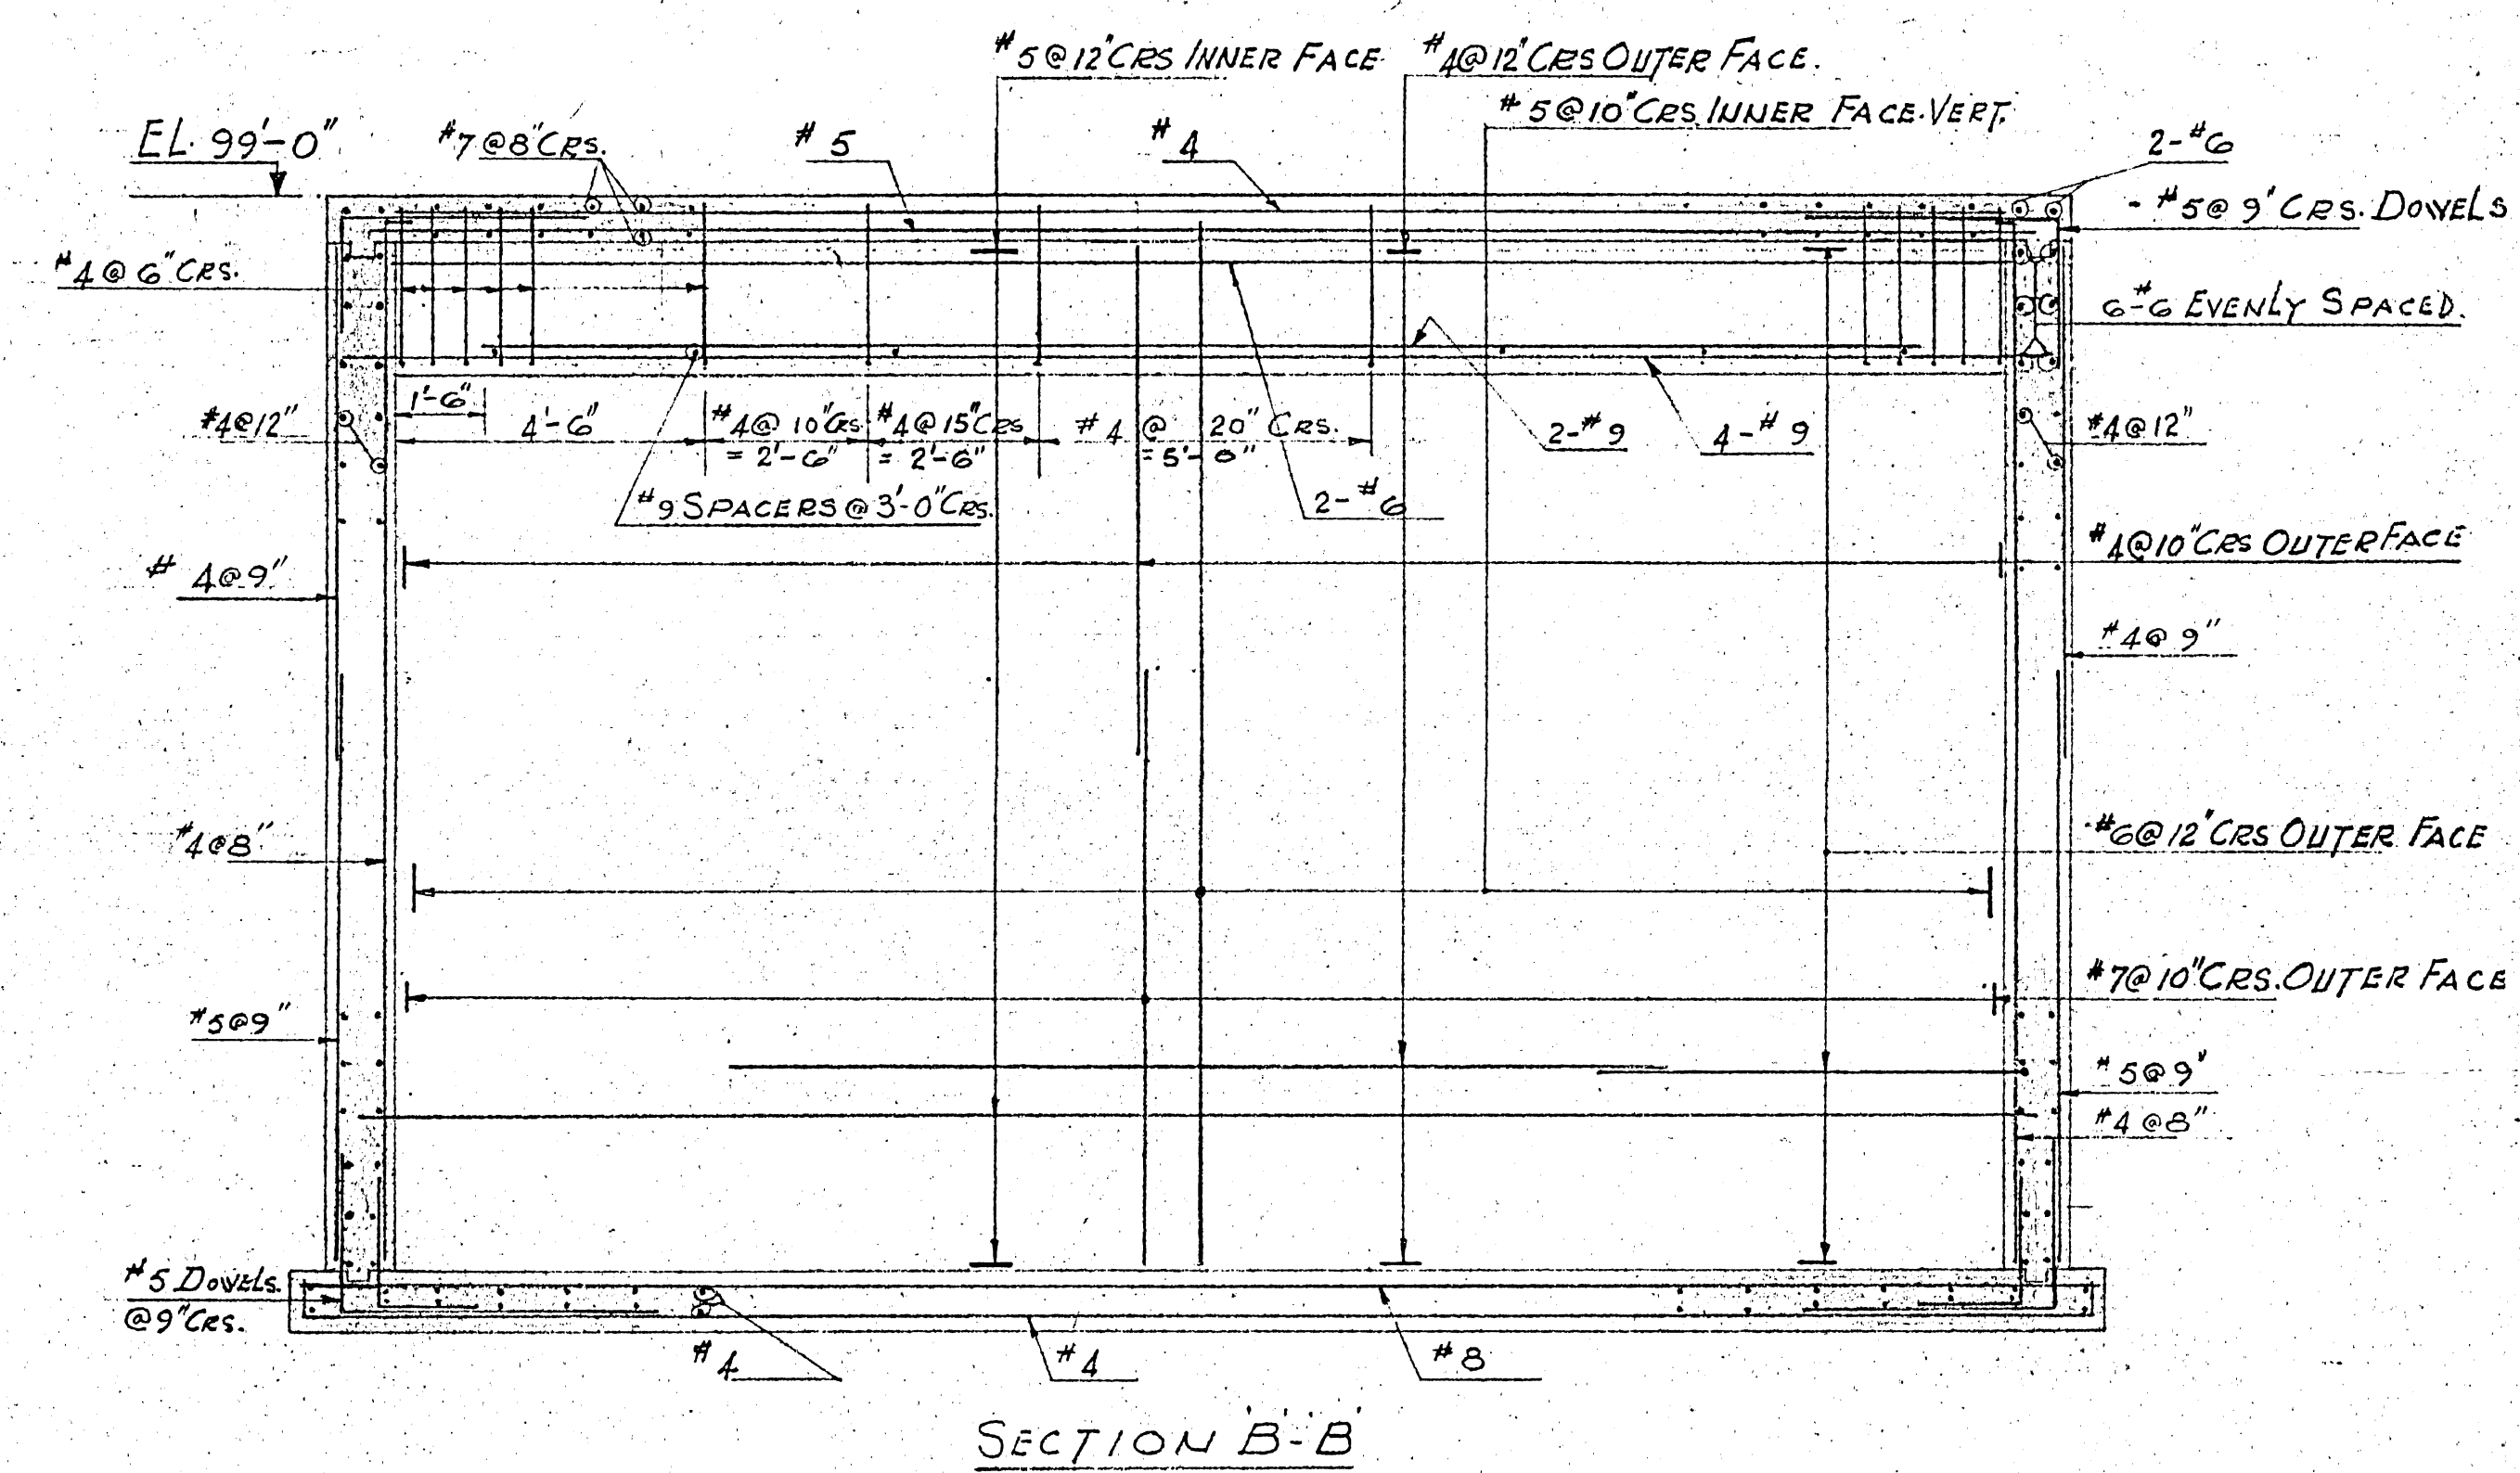 #5@12"CRS INNER FACE
#4@12"CRS OUTER FACE.
#5@10"CRS INNER FACE.VERT.
EL. 99'-0"
#7@8"CRS.
#5
#4
2-#6
-#5@9"CRS. DOWELS
#4@6"CRS.
6-#6 EVENLY SPACED.
1'-6"
4'-6"
#4@10"CRS
= 2'-6"
#4@15"CRS
= 2'-6"
#4 @ 20" CRS.
= 5'-0"
#4@12"
2-#9
4-#9
#4@12"
#9 SPACERS@3'-0"CRS.
2-#6
#4@10"CRS OUTER FACE
#4@9"
#4@9"
#4@8"
#6@12"CRS OUTER FACE
#7@10"CRS.OUTER FACE
#5@9"
#5@9"
#4@8"
#5 DOWELS.
@9"CRS.
#4
#4
#8
SECTION 'B'-'B'